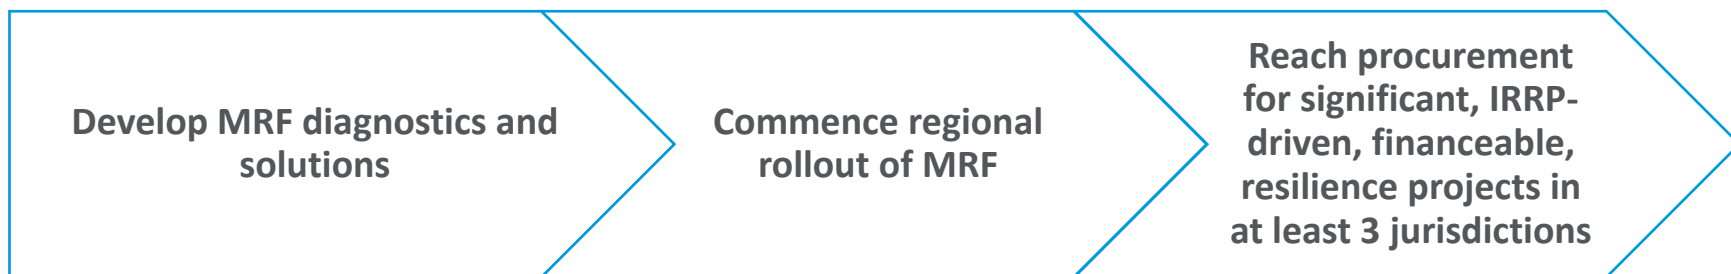 Develop MRF diagnostics and
solutions
Commence regional
rollout of MRF
Reach procurement
for significant, IRRP-
driven, financeable,
resilience projects in
at least 3 jurisdictions